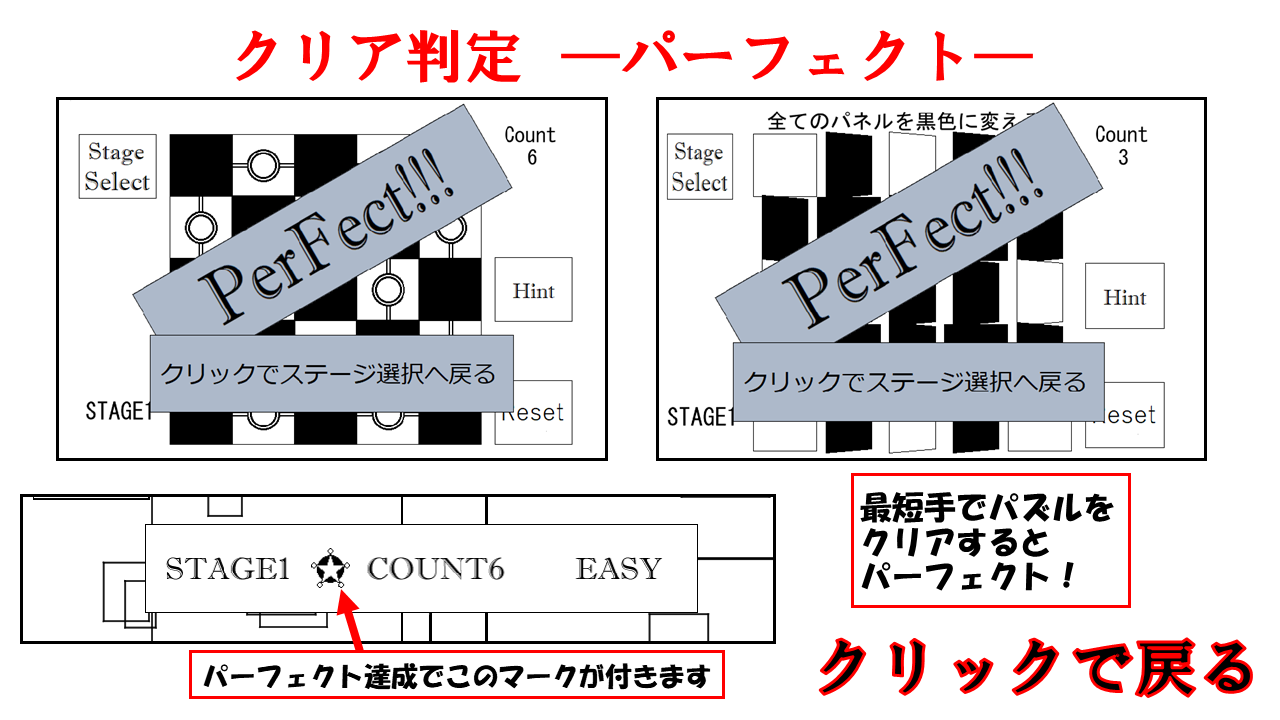 クリア判定 ―パーフェクト―
Stage
Select
Count
6
PerFect!!!
Hint
クリックでステージ選択へ戻る
STAGE1
Reset
全てのパネルを黒色に変え
Stage
Select
Count
3
PerFect!!!
Hint
クリックでステージ選択へ戻る
STAGE1
Reset
STAGE1 COUNT6 EASY
パーフェクト達成でこのマークが付きます
最短手でパズルを
クリアすると
パーフェクト！
クリックで戻る